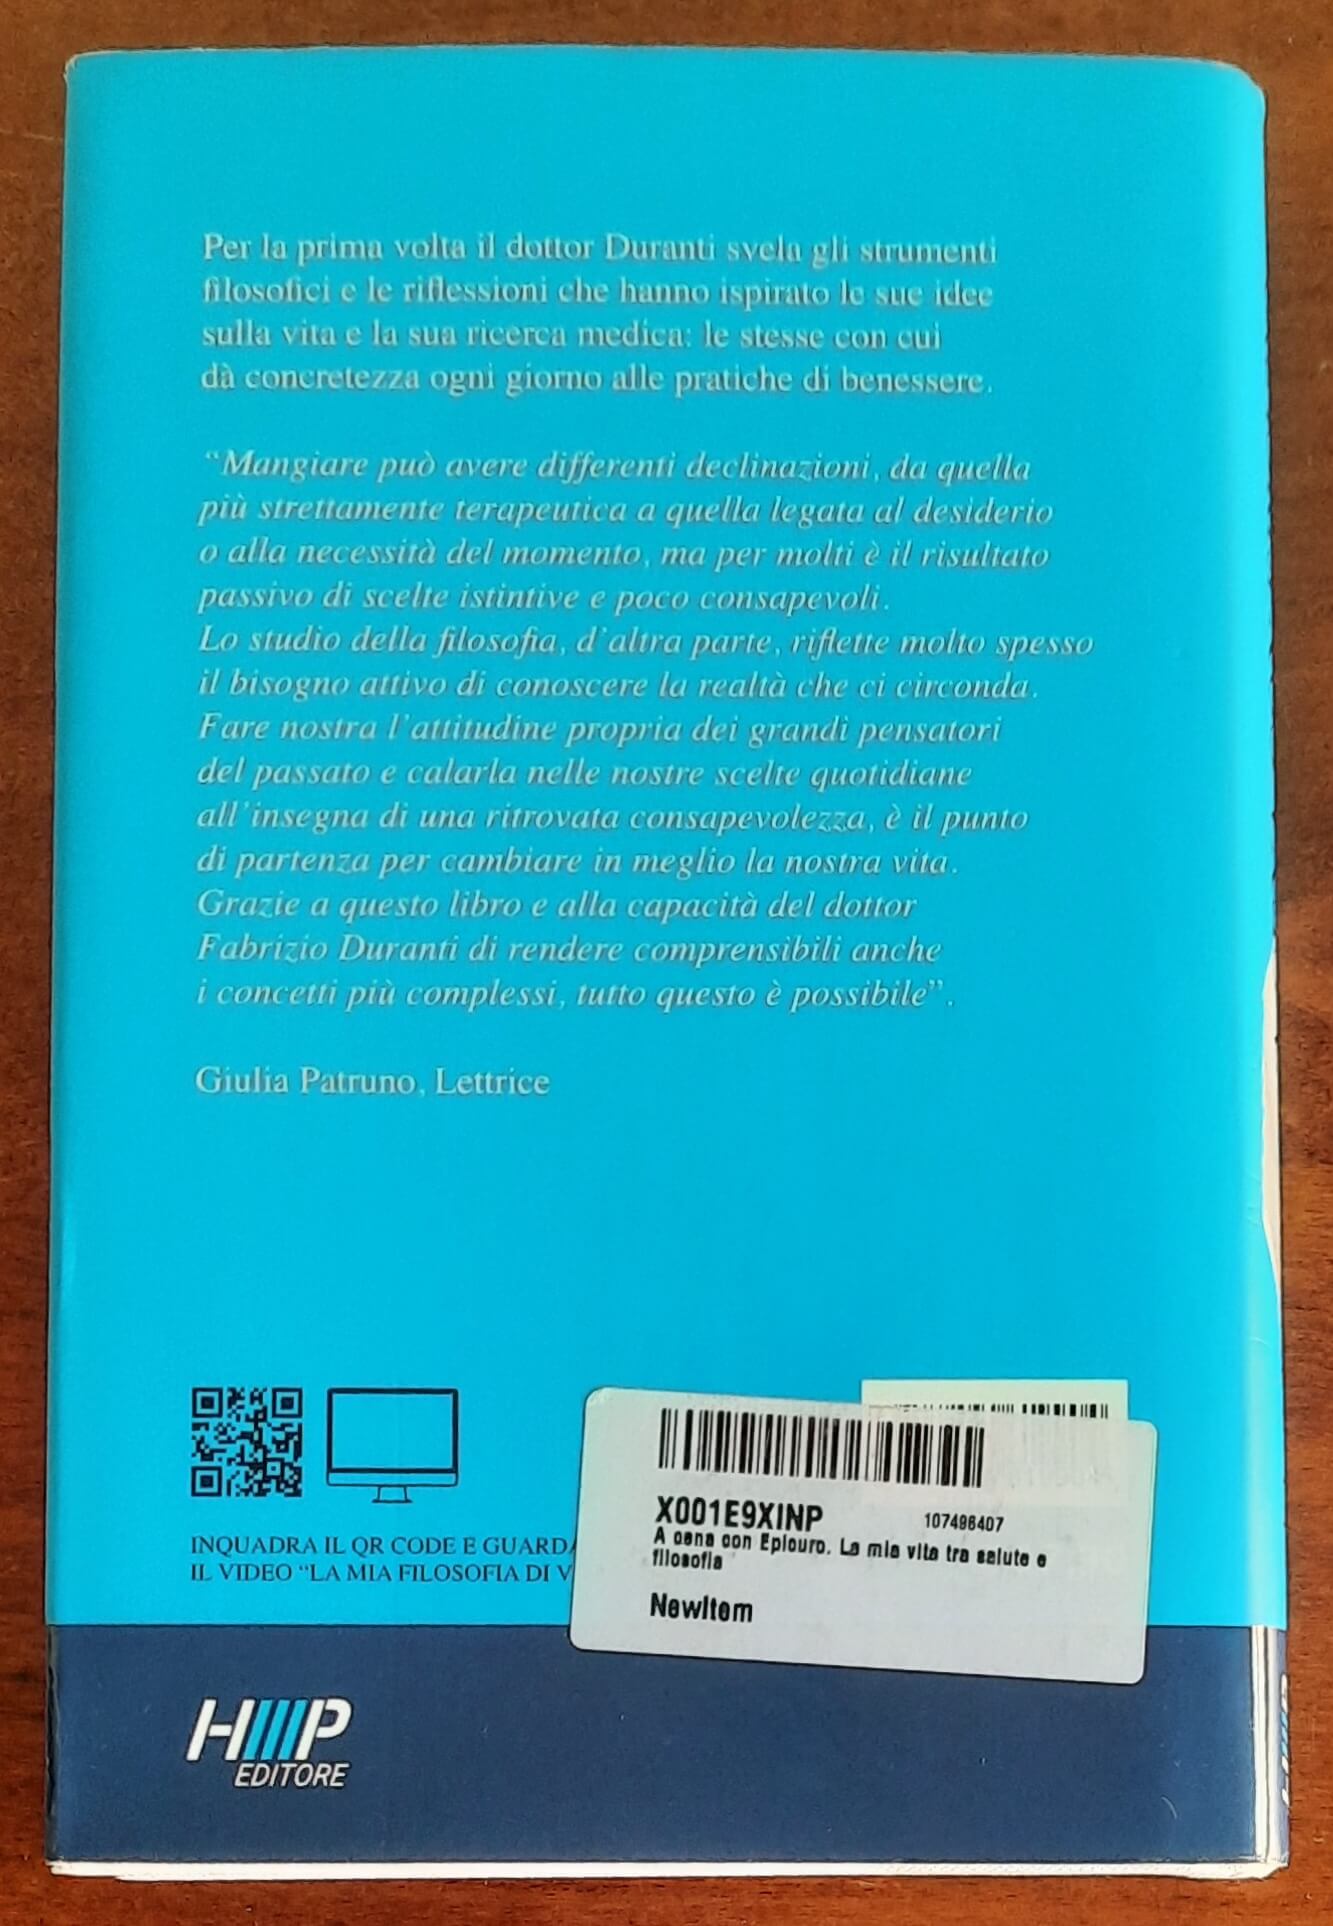 Per la prima volta il dottor Duranti svela gli strumenti
filosofici e le riflessioni che hanno ispirato le sue idee
sulla vita e la sua ricerca medica: le stesse con cui
dà concretezza ogni giorno alle pratiche di benessere.
“Mangiare può avere differenti declinazioni, da quella
più strettamente terapeutica a quella legata al desiderio
o alla necessità del momento, ma per molti è il risultato
passivo di scelte istintive e poco consapevoli.
Lo studio della filosofia, d’altra parte, riflette molto spesso
il bisogno attivo di conoscere la realtà che ci circonda.
Fare nostra l’attitudine propria dei grandi pensatori
del passato e calarla nelle nostre scelte quotidiane
all’insegna di una ritrovata consapevolezza, è il punto
di partenza per cambiare in meglio la nostra vita.
Grazie a questo libro e alla capacità del dottor
Fabrizio Duranti di rendere comprensibili anche
i concetti più complessi, tutto questo è possibile”.
Giulia Patruno, Lettrice
INQUADRA IL QR CODE E GUARDA
IL VIDEO “LA MIA FILOSOFIA DI V
X001E9XINP 107496407
A cena con Epicuro. La mia vita tra salute e
filosofia
NewItem
HP
EDITORE